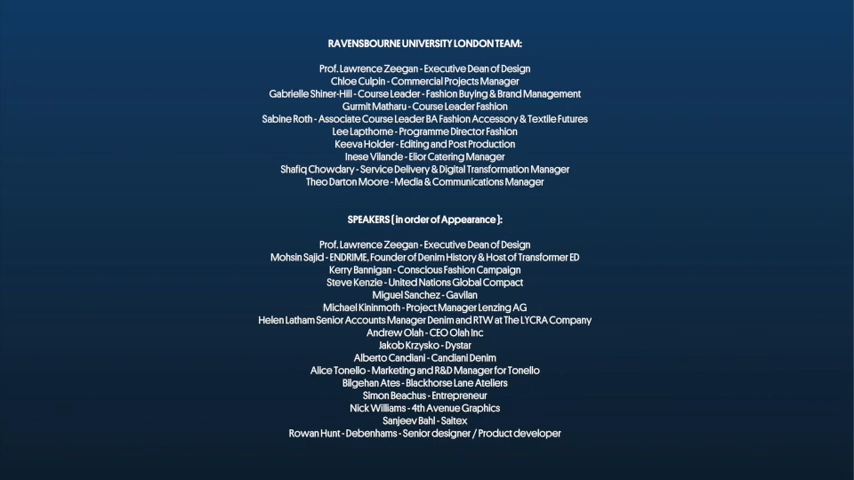 RAVENSBOURNE UNIVERSITY LONDON TEAM:
Prof. Lawrence Zeegan - Executive Dean of Design
Chloe Culpin - Commercial Projects Manager
Gabrielle Shiner-Hill - Course Leader - Fashion Buying & Brand Management
Gurmit Matharu - Course Leader Fashion
Sabine Roth - Associate Course Leader BA Fashion Accessory & Textile Futures
Lee Lapthorne - Programme Director Fashion
Keeva Holder - Editing and Post Production
Inese Vilande - Elior Catering Manager
Shafiq Chowdary - Service Delivery & Digital Transformation Manager
Theo Darton Moore - Media & Communications Manager
SPEAKERS ( in order of Appearance ):
Prof. Lawrence Zeegan - Executive Dean of Design
Mohsin Sajid - ENDRIME, Founder of Denim History & Host of Transformer ED
Kerry Bannigan - Conscious Fashion Campaign
Steve Kenzie - United Nations Global Compact
Miguel Sanchez - Gavilan
Michael Kininmoth - Project Manager Lenzing AG
Helen Latham Senior Accounts Manager Denim and RTW at The LYCRA Company
Andrew Olah - CEO Olah Inc
Jakob Krzysko - Dystar
Alberto Candiani - Candiani Denim
Alice Tonello - Marketing and R&D Manager for Tonello
Bilgehan Ates - Blackhorse Lane Ateliers
Simon Beachus - Entrepreneur
Nick Williams - 4th Avenue Graphics
Sanjeev Bahl - Saitex
Rowan Hunt - Debenhams - Senior designer / Product developer